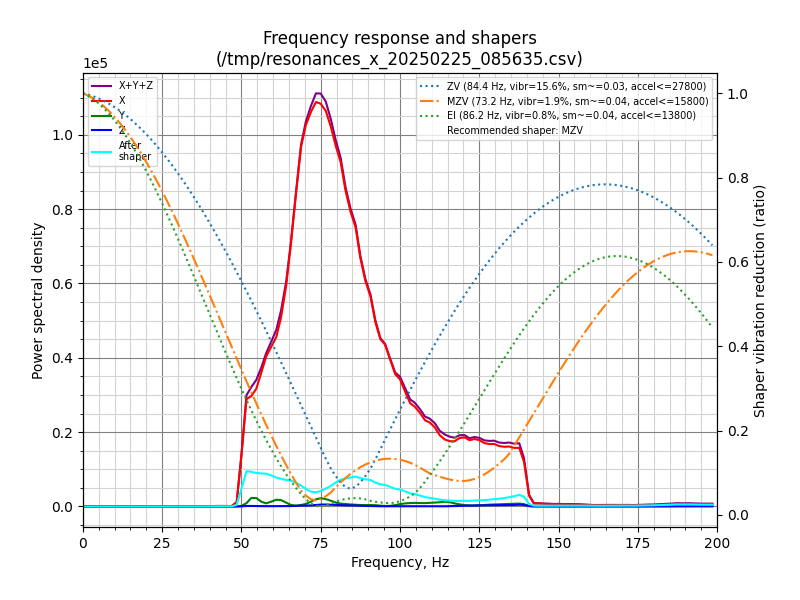 Frequency response and shapers
(/tmp/resonances_x_20250225_085635.csv)
1e5
X+Y+Z
X
Y
Z
After
shaper
ZV (84.4 Hz, vibr=15.6%, sm~=0.03, accel<=27800)
MZV (73.2 Hz, vibr=1.9%, sm~=0.04, accel<=15800)
EI (86.2 Hz, vibr=0.8%, sm~=0.04, accel<=13800)
Recommended shaper: MZV
Power spectral density
1.0
0.8
0.6
0.4
0.2
0.0
1.0
0.8
0.6
0.4
0.2
0.0
Shaper vibration reduction (ratio)
0 25 50 75 100 125 150 175 200
Frequency, Hz